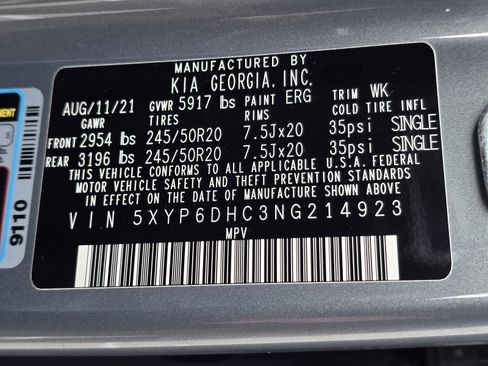 MANUFACTURED BY
KIA GEORGIA, INC.
AUG/11/21 GVWR 5917 lbs PAINT ERG TRIM WK
GAWR TIRES RIMS COLD TIRE INFL
FRONT 2954 lbs 245/50R20 7.5Jx20 35psi SINGLE
REAR 3196 lbs 245/50R20 7.5Jx20 35psi SINGLE
THIS VEHICLE CONFORMS TO ALL APPLICABLE U.S.A. FEDERAL
MOTOR VEHICLE SAFETY AND THEFT PREVENTION STANDARDS
IN EFFECT ON THE DATE OF MANUFACTURE SHOWN ABOVE
VIN 5XYP6DHC3NG214923
MPV
9110